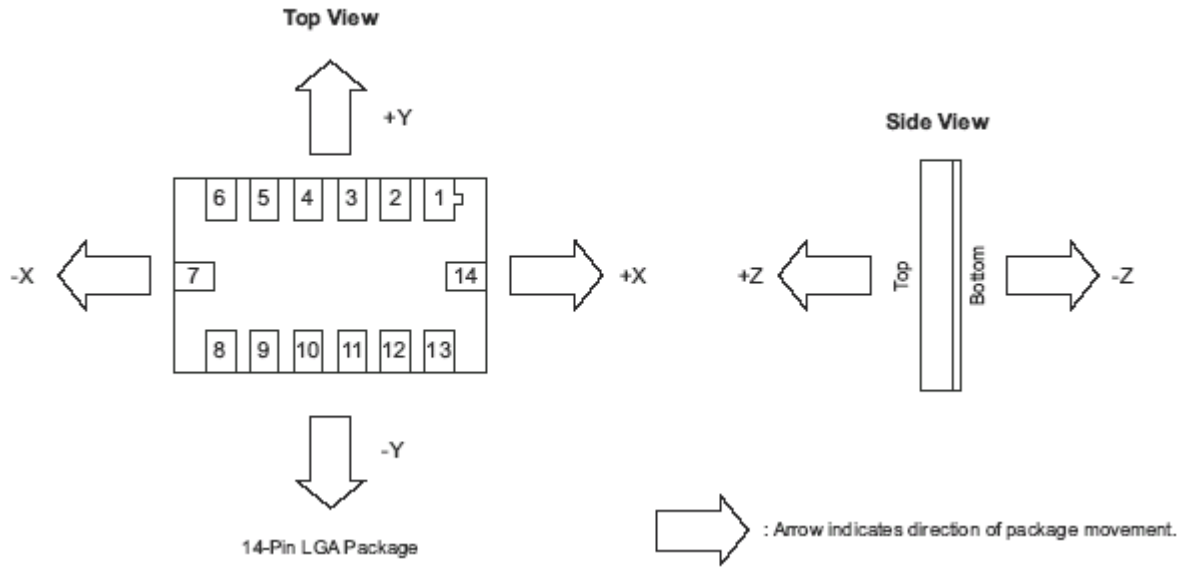 Top View
+Y
Side View
6 5 4 3 2 1
-X
7
14
+X
+Z
Top
Bottom
-Z
8 9 10 11 12 13
-Y
14-Pin LGA Package
: Arrow indicates direction of package movement.